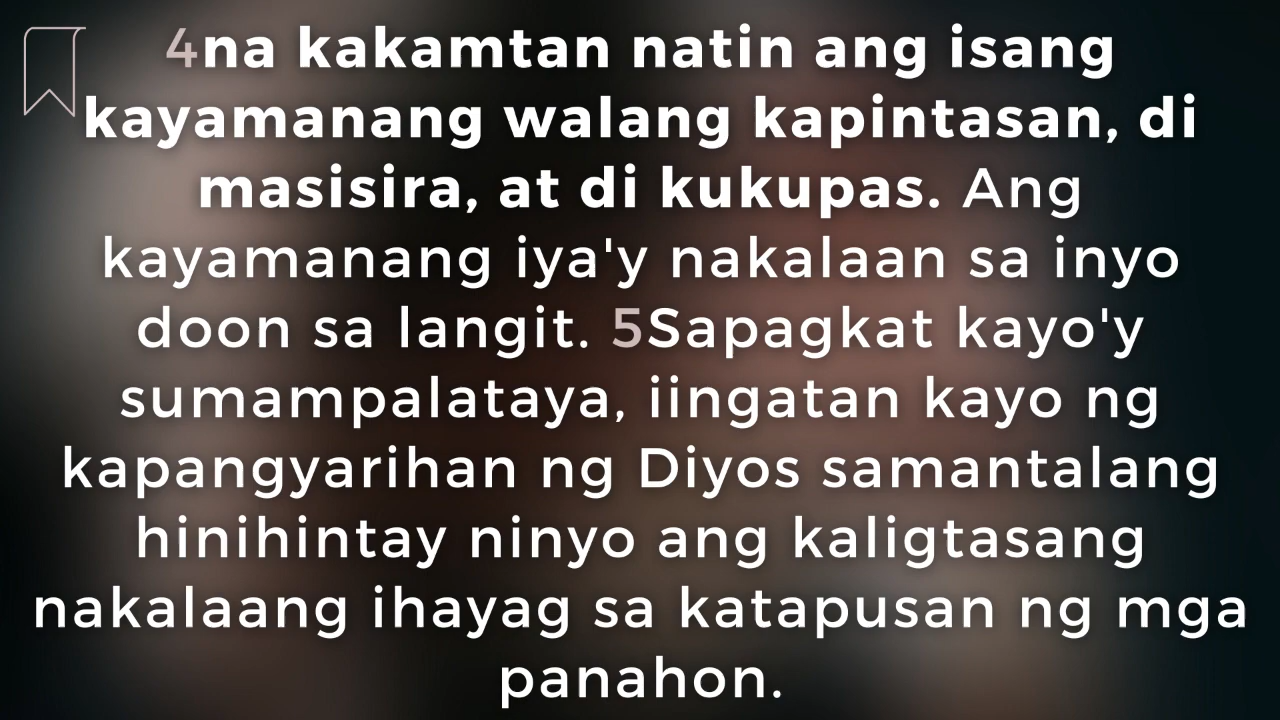 4na kakamtan natin ang isang
kayamanang walang kapintasan, di
masisira, at di kukupas. Ang
kayamanang iya'y nakalaan sa inyo
doon sa langit. 5Sapagkat kayo'y
sumampalataya, iingatan kayo ng
kapangyarihan ng Diyos samantalang
hinihintay ninyo ang kaligtasang
nakalaang ihayag sa katapusan ng mga
panahon.